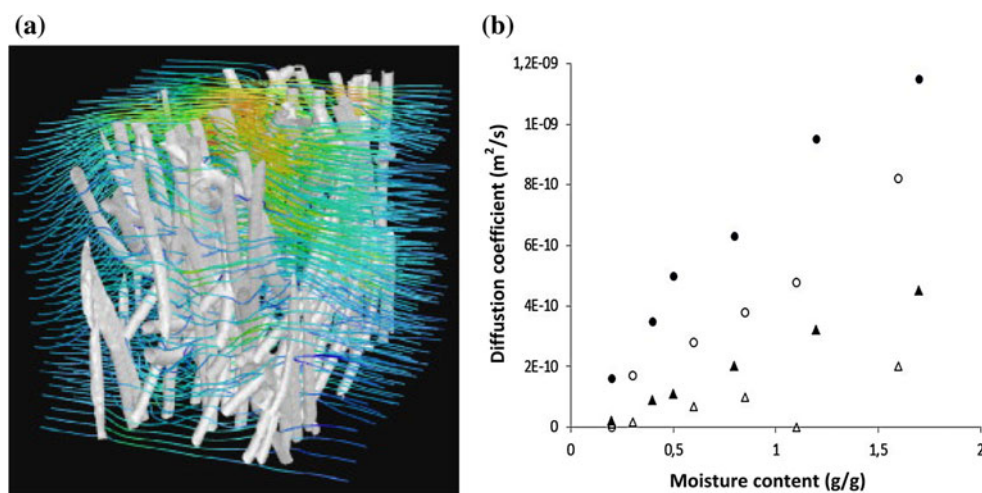 (a)
(b)
1,2E-09
1E-09
8E-10
6E-10
4E-10
2E-10
0
0 0,5 1 1,5 2
Diffustion coefficient (m²/s)
Moisture content (g/g)